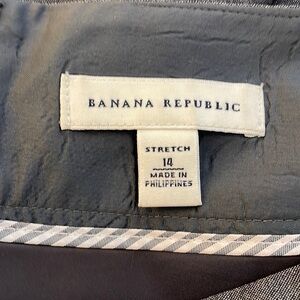 BANANA REPUBLIC
STRETCH
14
MADE IN
PHILIPPINES